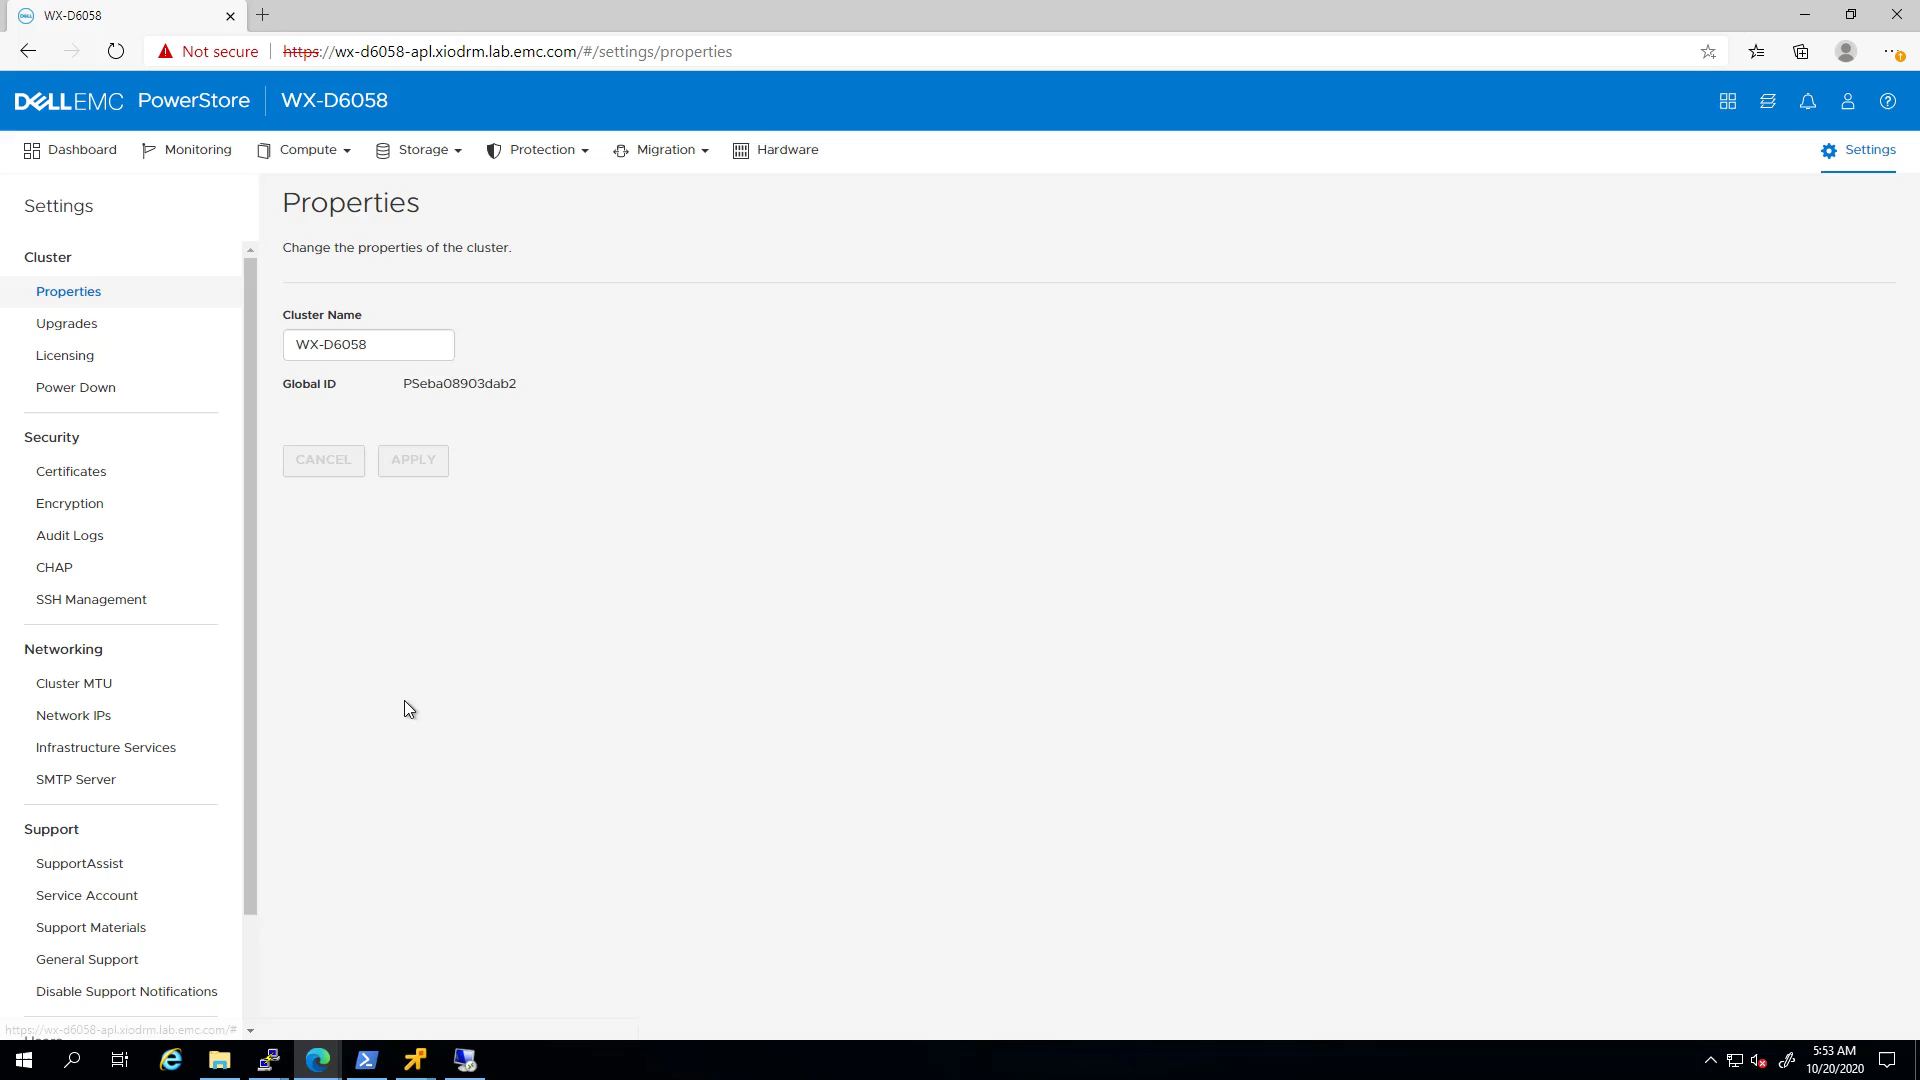 WX-D6058
Not secure
https://wx-d6058-apl.xiodrm.lab.emc.com/#/settings/properties
DELLEMC PowerStore WX-D6058
Dashboard Monitoring Compute Storage Protection Migration Hardware Settings
Settings
Cluster
Properties
Upgrades
Licensing
Power Down
Security
Certificates
Encryption
Audit Logs
CHAP
SSH Management
Networking
Cluster MTU
Network IPs
Infrastructure Services
SMTP Server
Support
SupportAssist
Service Account
Support Materials
General Support
Disable Support Notifications
Properties
Change the properties of the cluster.
Cluster Name
WX-D6058
Global ID PSeba08903dab2
CANCEL APPLY
https://wx-d6058-apl.xiodrm.lab.emc.com/#
5:53 AM
10/20/2020